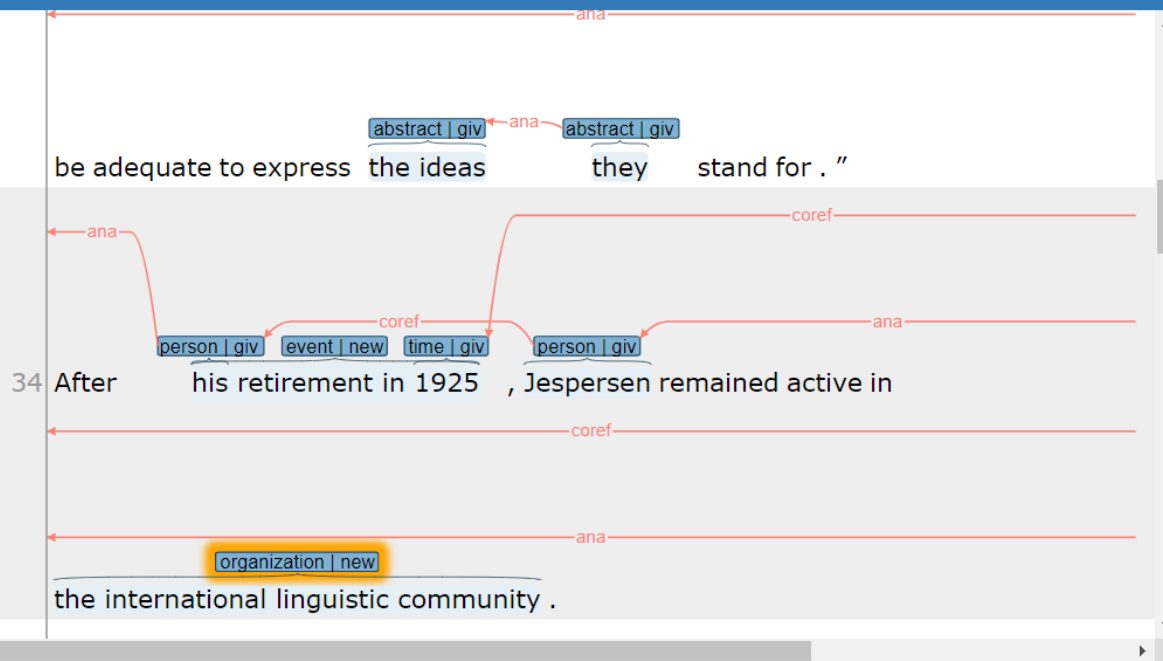 ana
abstract | giv ana abstract | giv
be adequate to express the ideas they stand for . ”
coref
ana
coref ana
person | giv event | new time | giv person | giv
34 After his retirement in 1925 , Jespersen remained active in
coref
ana
organization | new
the international linguistic community .